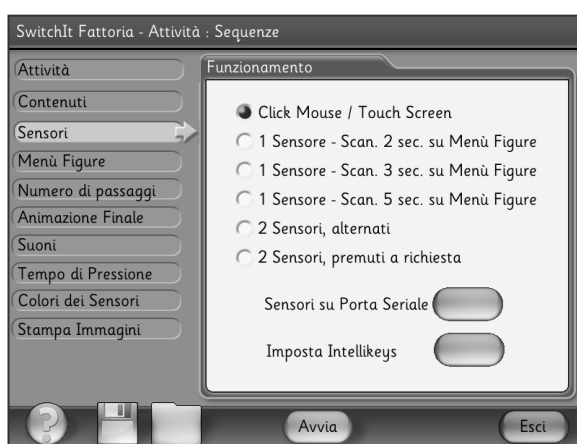 SwitchIt Fattoria - Attività : Sequenze
Attività
Contenuti
Sensori
Menù Figure
Numero di passaggi
Animazione Finale
Suoni
Tempo di Pressione
Colori dei Sensori
Stampa Immagini
Funzionamento
Click Mouse / Touch Screen
1 Sensore - Scan. 2 sec. su Menù Figure
1 Sensore - Scan. 3 sec. su Menù Figure
1 Sensore - Scan. 5 sec. su Menù Figure
2 Sensori, alternati
2 Sensori, premuti a richiesta
Sensori su Porta Seriale
Imposta Intellikeys
?
Avvia
Esci